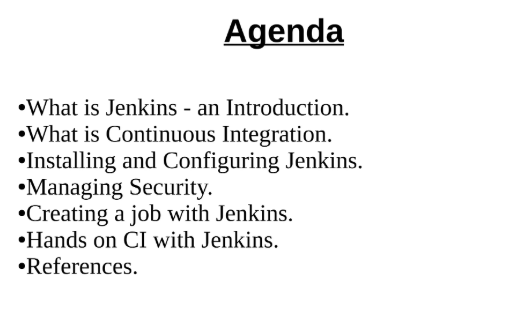 Agenda
•What is Jenkins - an Introduction.
•What is Continuous Integration.
•Installing and Configuring Jenkins.
•Managing Security.
•Creating a job with Jenkins.
•Hands on CI with Jenkins.
•References.